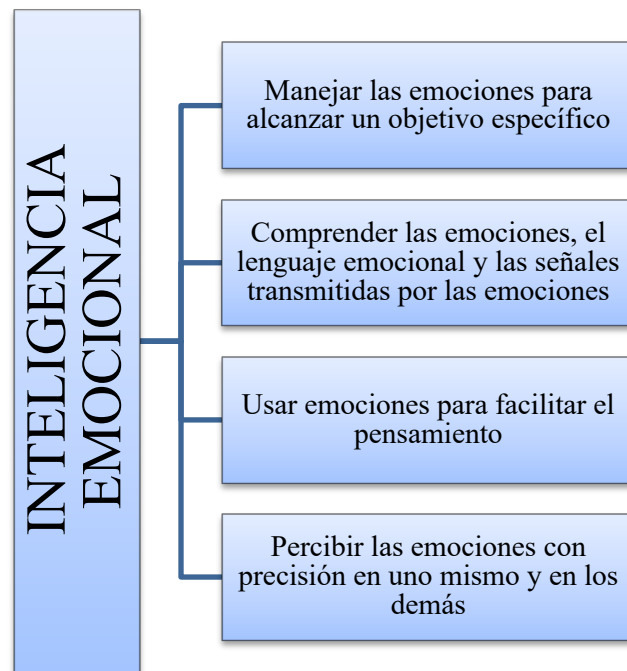 INTELIGENCIA
EMOCIONAL
Manejar las emociones para
alcanzar un objetivo específico
Comprender las emociones, el
lenguaje emocional y las señales
transmitidas por las emociones
Usar emociones para facilitar el
pensamiento
Percibir las emociones con
precisión en uno mismo y en los
demás